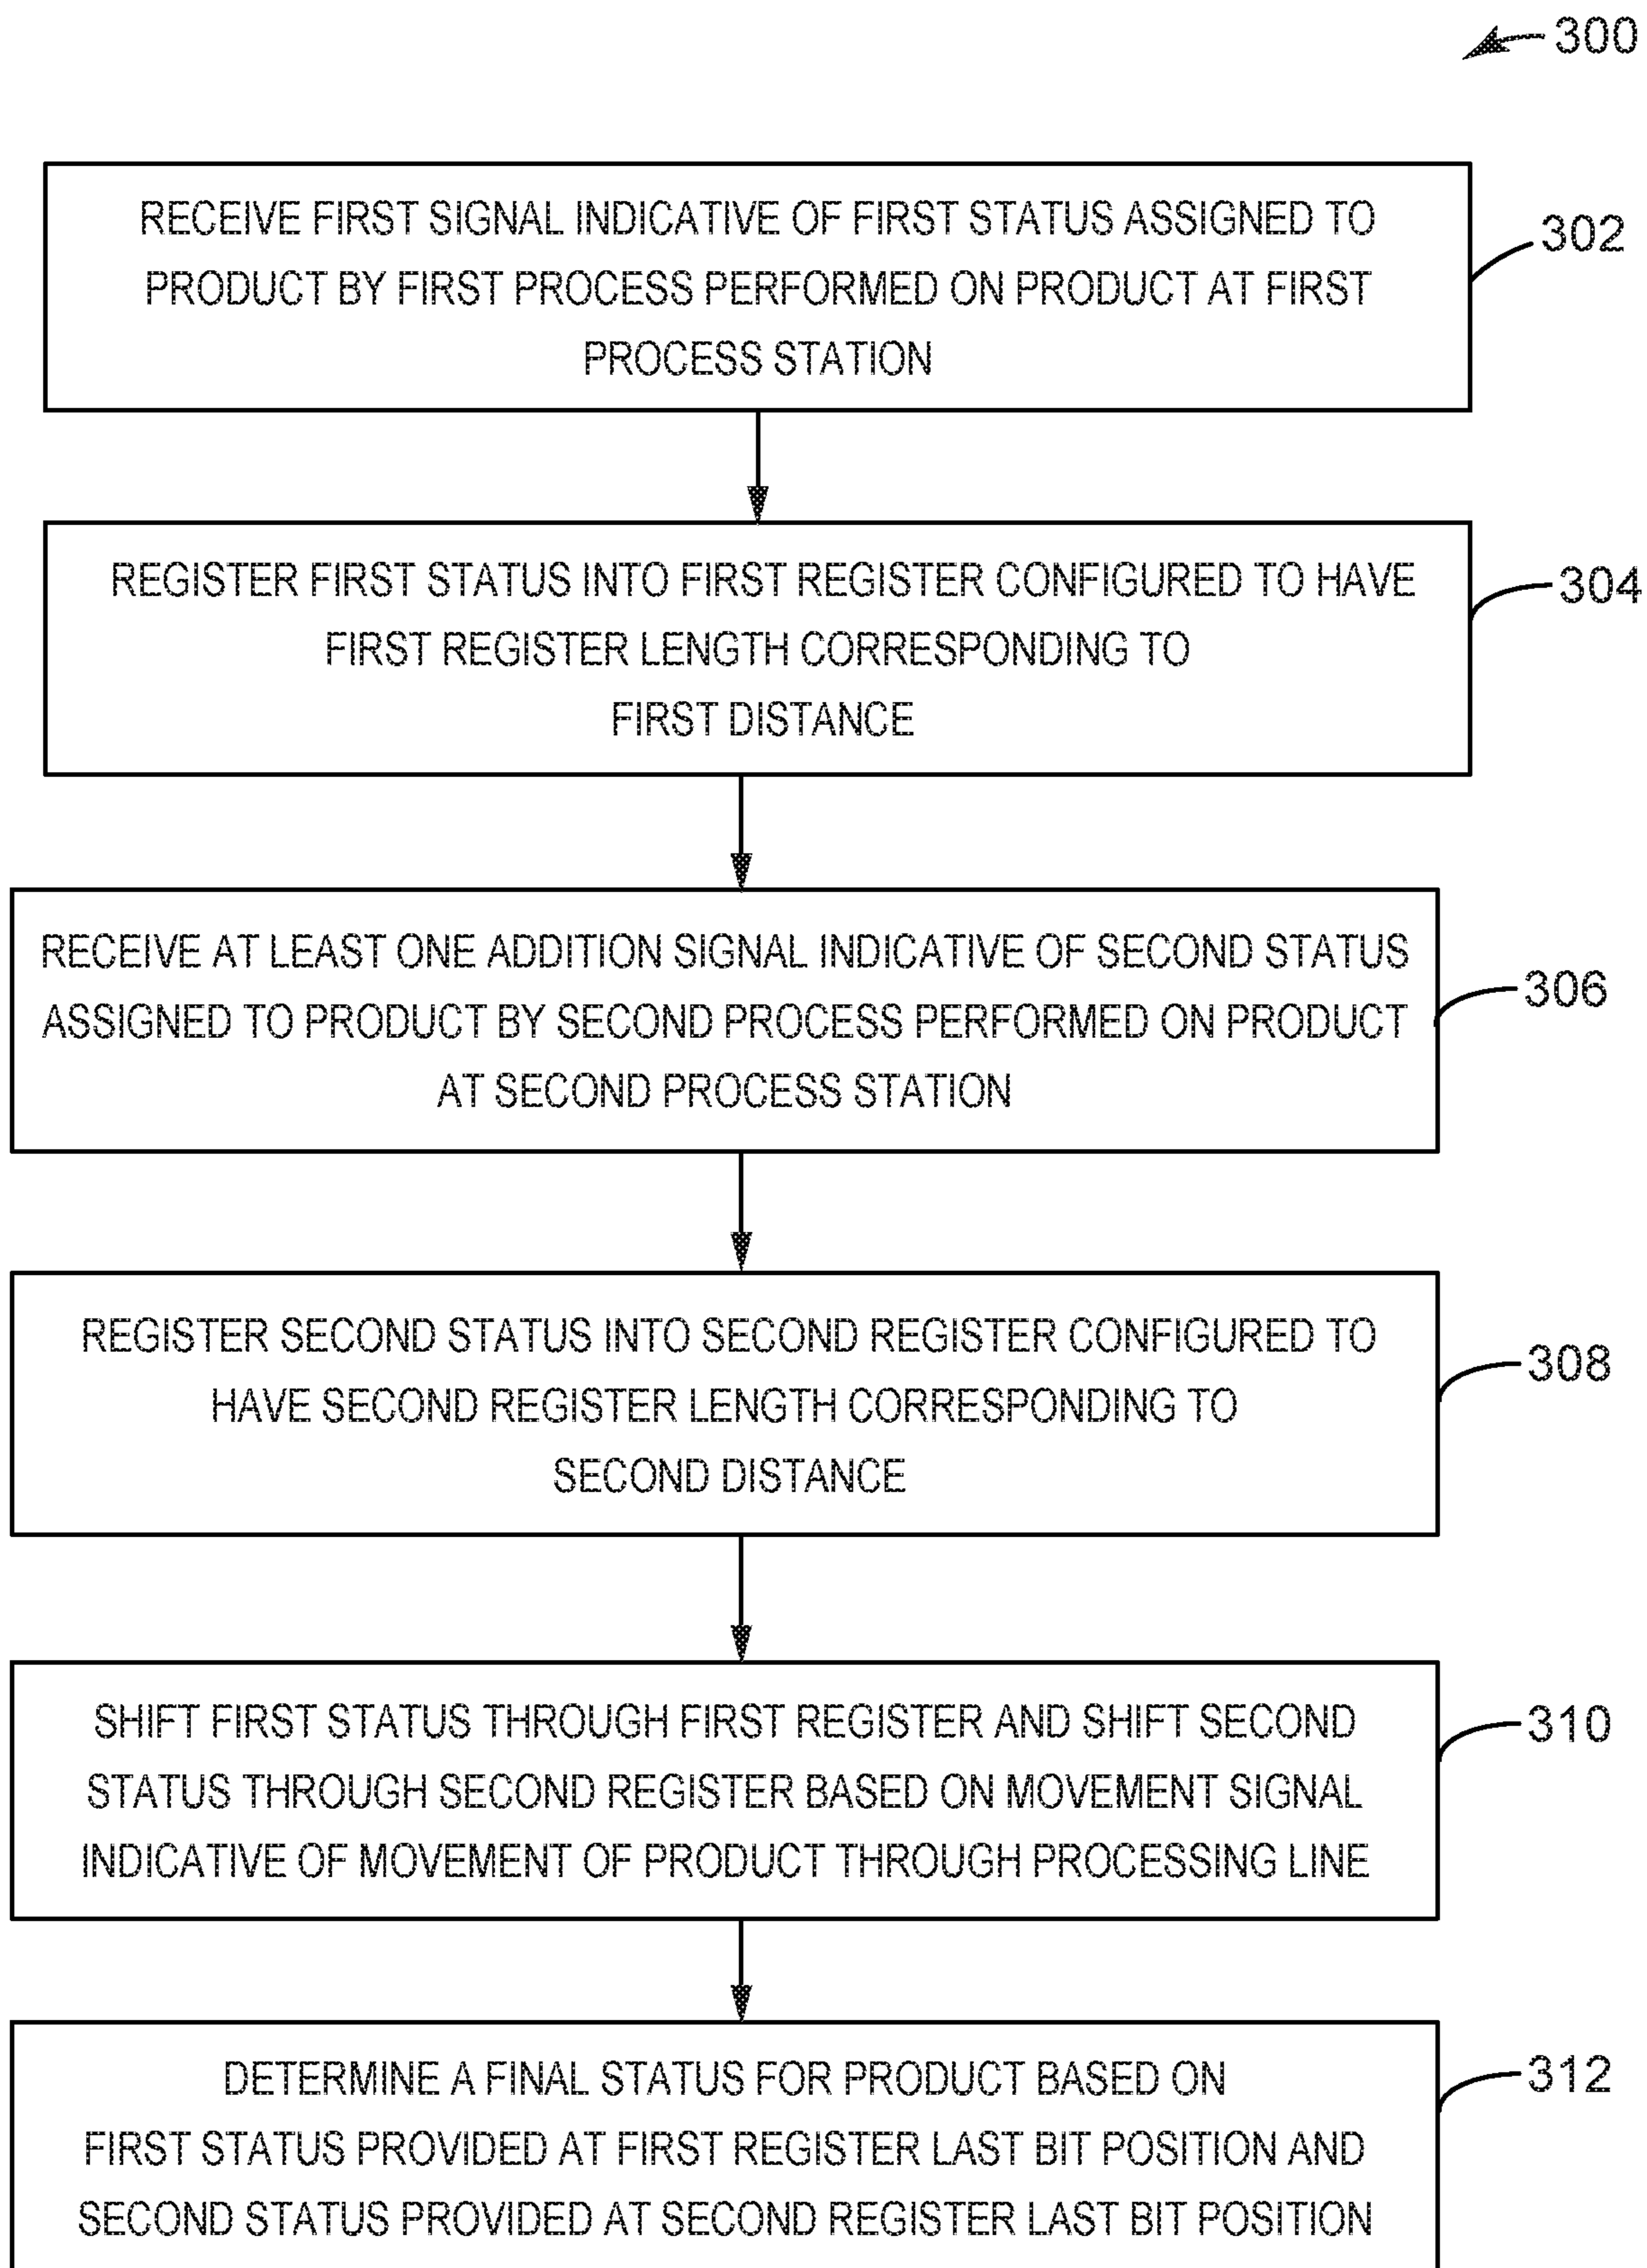 300
RECEIVE FIRST SIGNAL INDICATIVE OF FIRST STATUS ASSIGNED TO
PRODUCT BY FIRST PROCESS PERFORMED ON PRODUCT AT FIRST
PROCESS STATION
302
REGISTER FIRST STATUS INTO FIRST REGISTER CONFIGURED TO HAVE
FIRST REGISTER LENGTH CORRESPONDING TO
FIRST DISTANCE
304
RECEIVE AT LEAST ONE ADDITION SIGNAL INDICATIVE OF SECOND STATUS
ASSIGNED TO PRODUCT BY SECOND PROCESS PERFORMED ON PRODUCT
AT SECOND PROCESS STATION
306
REGISTER SECOND STATUS INTO SECOND REGISTER CONFIGURED TO
HAVE SECOND REGISTER LENGTH CORRESPONDING TO
SECOND DISTANCE
308
SHIFT FIRST STATUS THROUGH FIRST REGISTER AND SHIFT SECOND
STATUS THROUGH SECOND REGISTER BASED ON MOVEMENT SIGNAL
INDICATIVE OF MOVEMENT OF PRODUCT THROUGH PROCESSING LINE
310
DETERMINE A FINAL STATUS FOR PRODUCT BASED ON
FIRST STATUS PROVIDED AT FIRST REGISTER LAST BIT POSITION AND
SECOND STATUS PROVIDED AT SECOND REGISTER LAST BIT POSITION
312